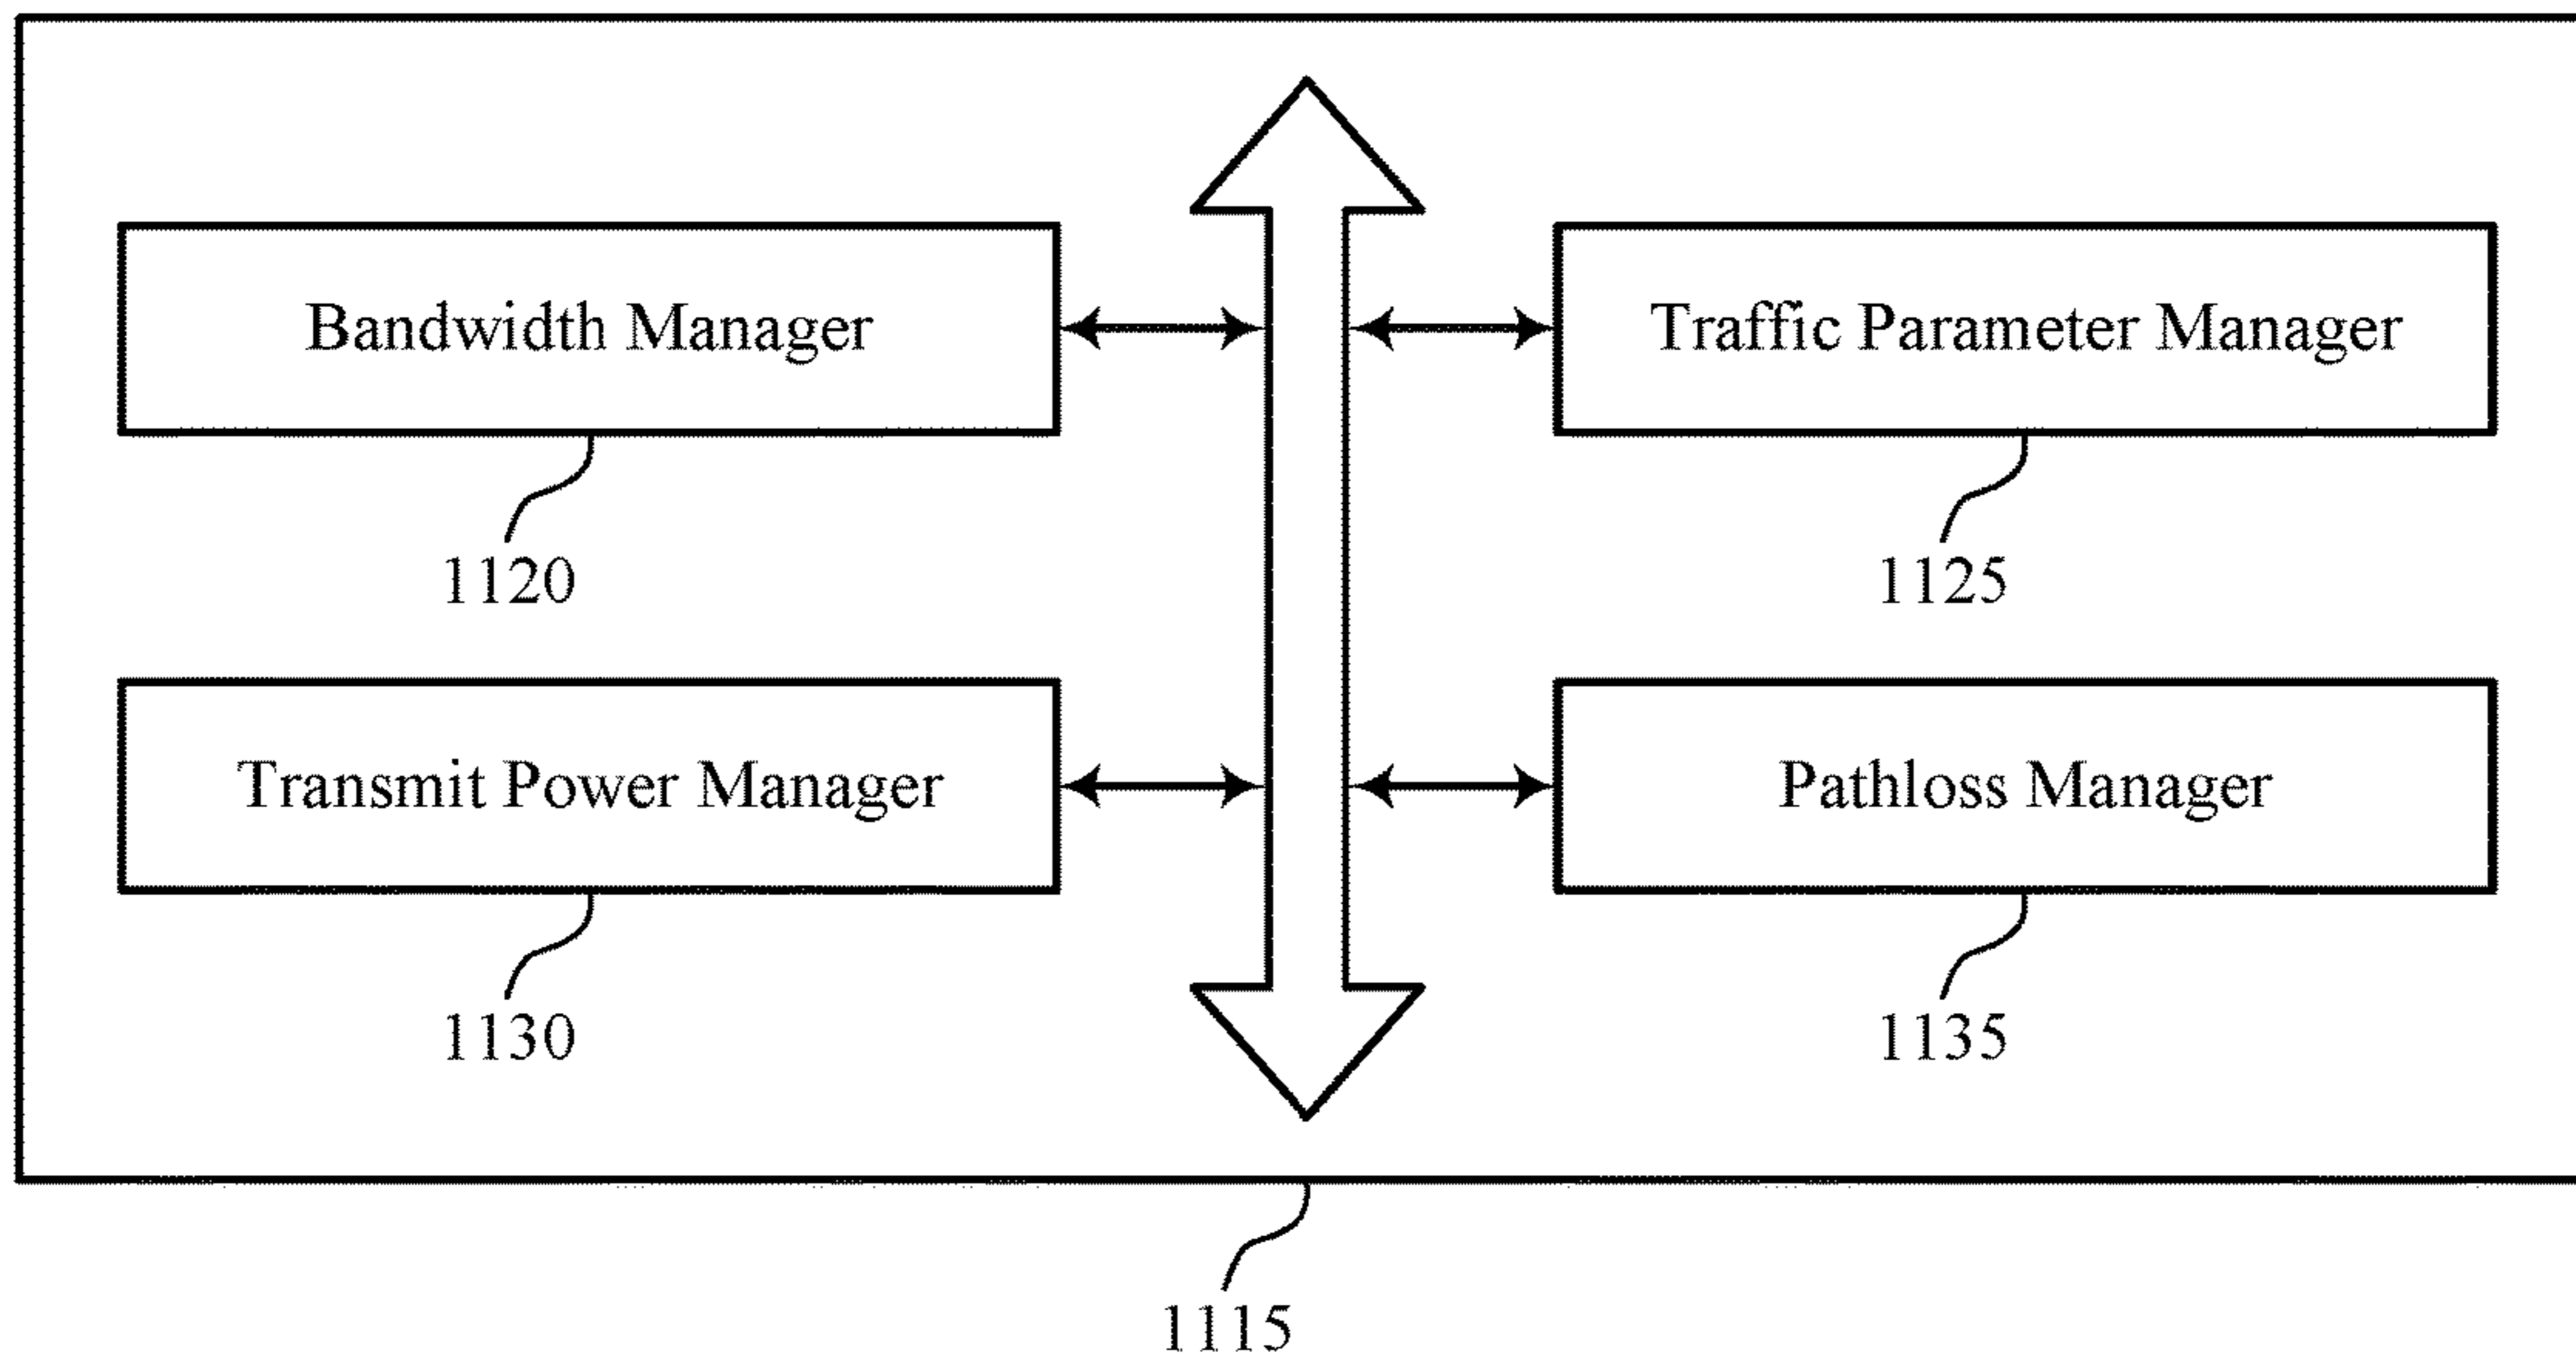 Bandwidth Manager
Traffic Parameter Manager
1120
1125
Transmit Power Manager
Pathloss Manager
1130
1135
1115